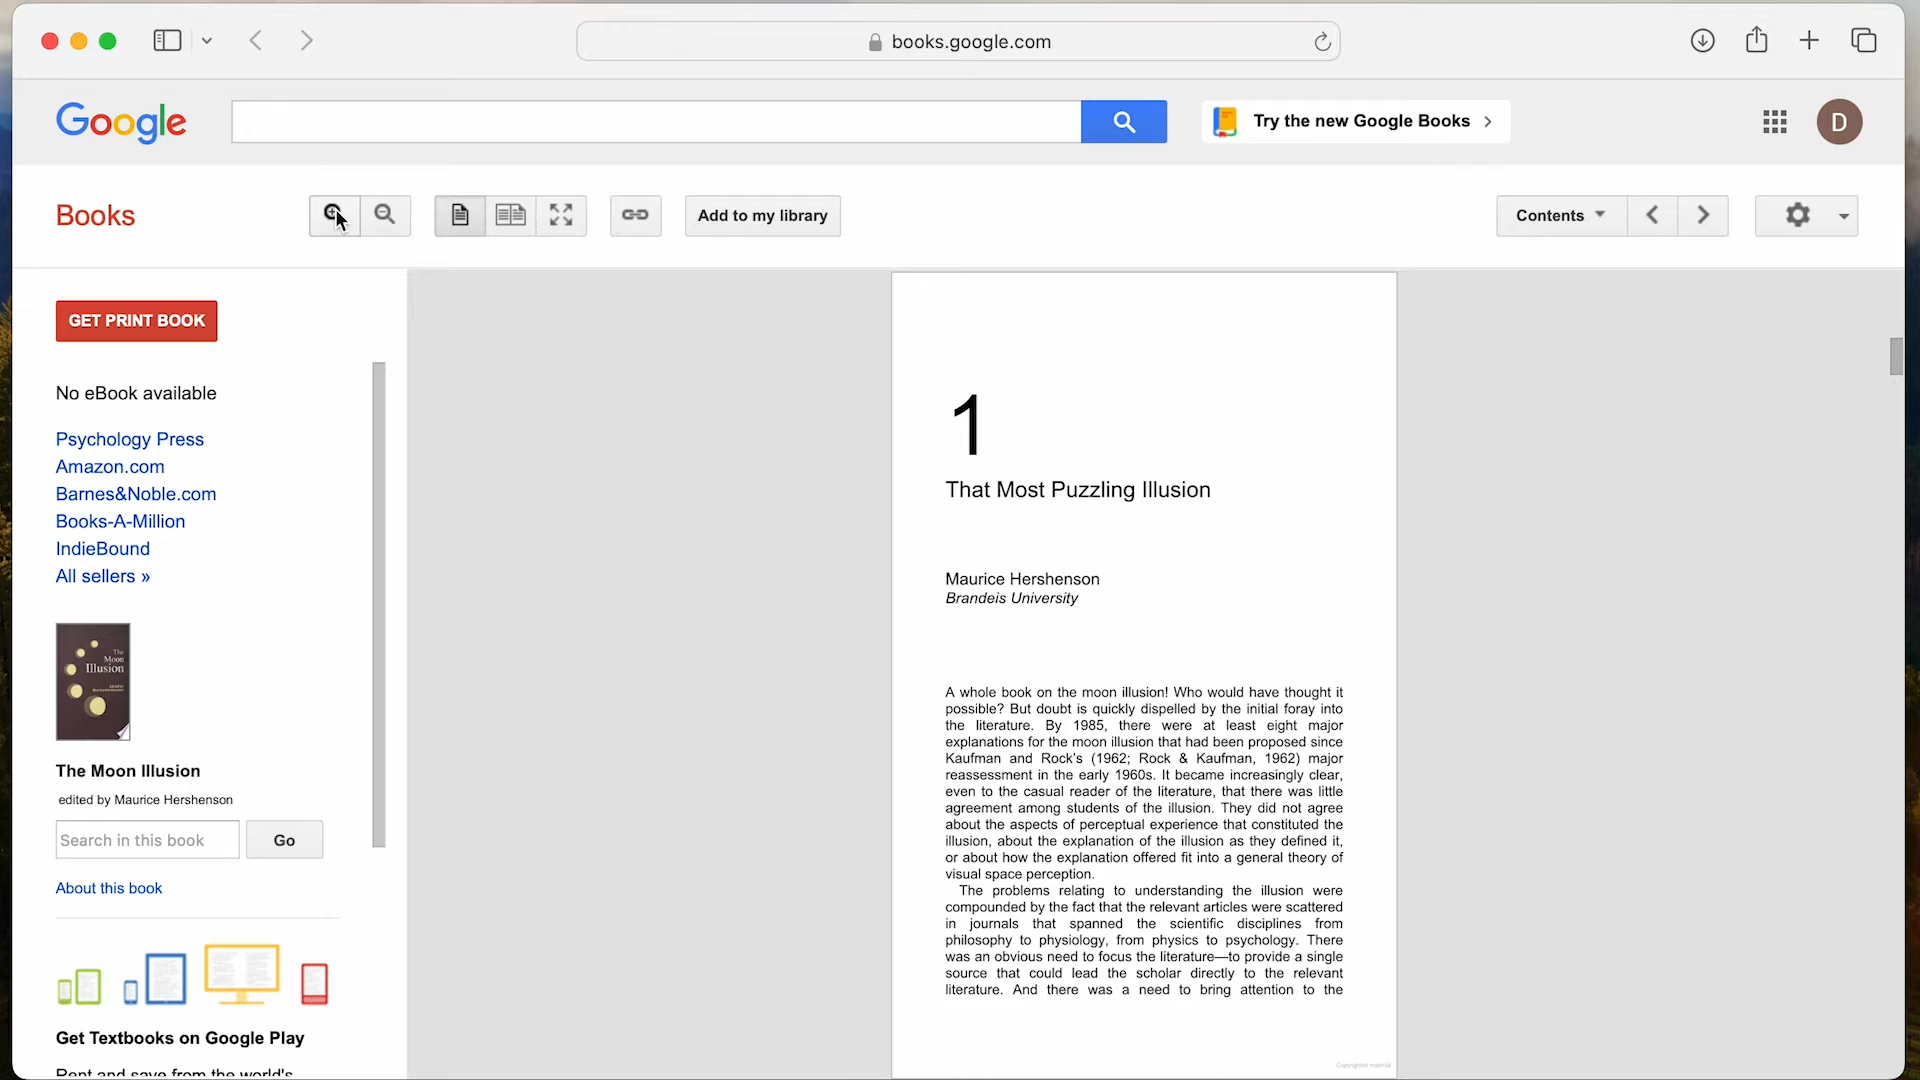 books.google.com
Google
Try the new Google Books
D
Books
Add to my library
Contents
GET PRINT BOOK
No eBook available
Psychology Press
Amazon.com
Barnes&Noble.com
Books-A-Million
IndieBound
All sellers »
The
Moon
Illusion
The Moon Illusion
edited by Maurice Hershenson
Search in this book
Go
About this book
Get Textbooks on Google Play
Rent and save from the world's
1
That Most Puzzling Illusion
Maurice Hershenson
Brandeis University
A whole book on the moon illusion! Who would have thought it
possible? But doubt is quickly dispelled by the initial foray into
the literature. By 1985, there were at least eight major
explanations for the moon illusion that had been proposed since
Kaufman and Rock's (1962; Rock & Kaufman, 1962) major
reassessment in the early 1960s. It became increasingly clear,
even to the casual reader of the literature, that there was little
agreement among students of the illusion. They did not agree
about the aspects of perceptual experience that constituted the
illusion, about the explanation of the illusion as they defined it,
or about how the explanation offered fit into a general theory of
visual space perception.
The problems relating to understanding the illusion were
compounded by the fact that the relevant articles were scattered
in journals that spanned the scientific disciplines from
philosophy to physiology, from physics to psychology. There
was an obvious need to focus the literature—to provide a single
source that could lead the scholar directly to the relevant
literature. And there was a need to bring attention to the
Copyrighted material